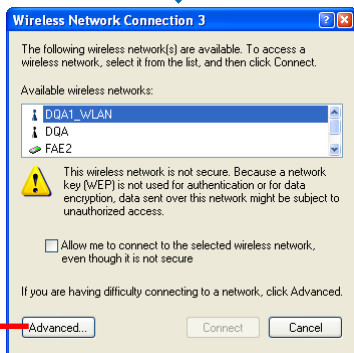 Wireless Network Connection 3
The following wireless network(s) are available. To access a
wireless network, select it from the list, and then click Connect.
Available wireless networks:
DQA1_WLAN
DQA
FAE2
This wireless network is not secure. Because a network
key (WEP) is not used for authentication or for data
encryption, data sent over this network might be subject to
unauthorized access.
Allow me to connect to the selected wireless network,
even though it is not secure
If you are having difficulty connecting to a network, click Advanced.
Advanced... Connect Cancel